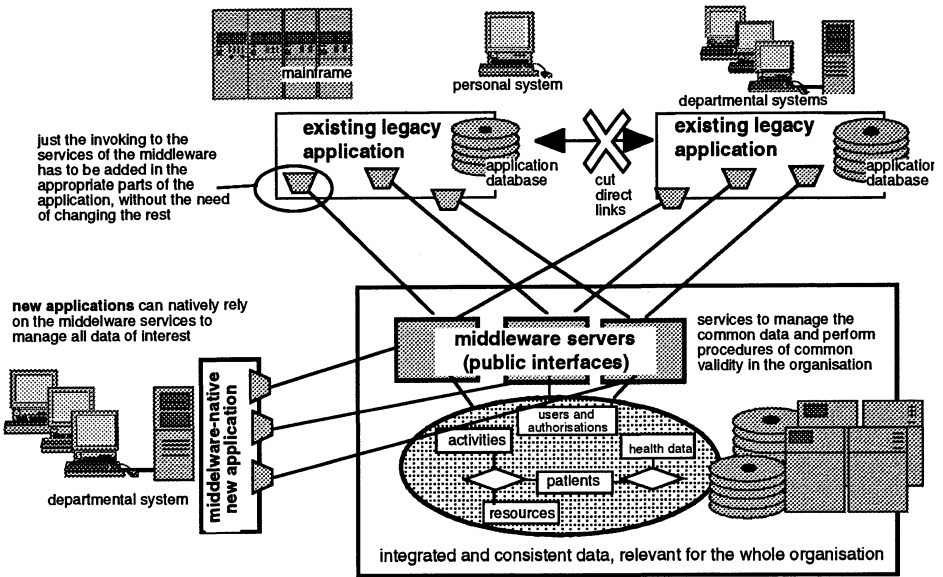 mainframe
personal system
departmental systems
existing legacy
application
application
database
cut
direct
links
existing legacy
application
application
databas
just the invoking to the
services of the middleware
has to be added in the
appropriate parts of the
application, without the need
of changing the rest
new applications can natively rely
on the middelware services to
manage all data of interest
departmental system
middelware-native
new application
middleware servers
(public interfaces)
services to manage the
common data and perform
procedures of common
validity in the organisation
users and
authorisations
activities
health data
patients
resources
integrated and consistent data, relevant for the whole organisation